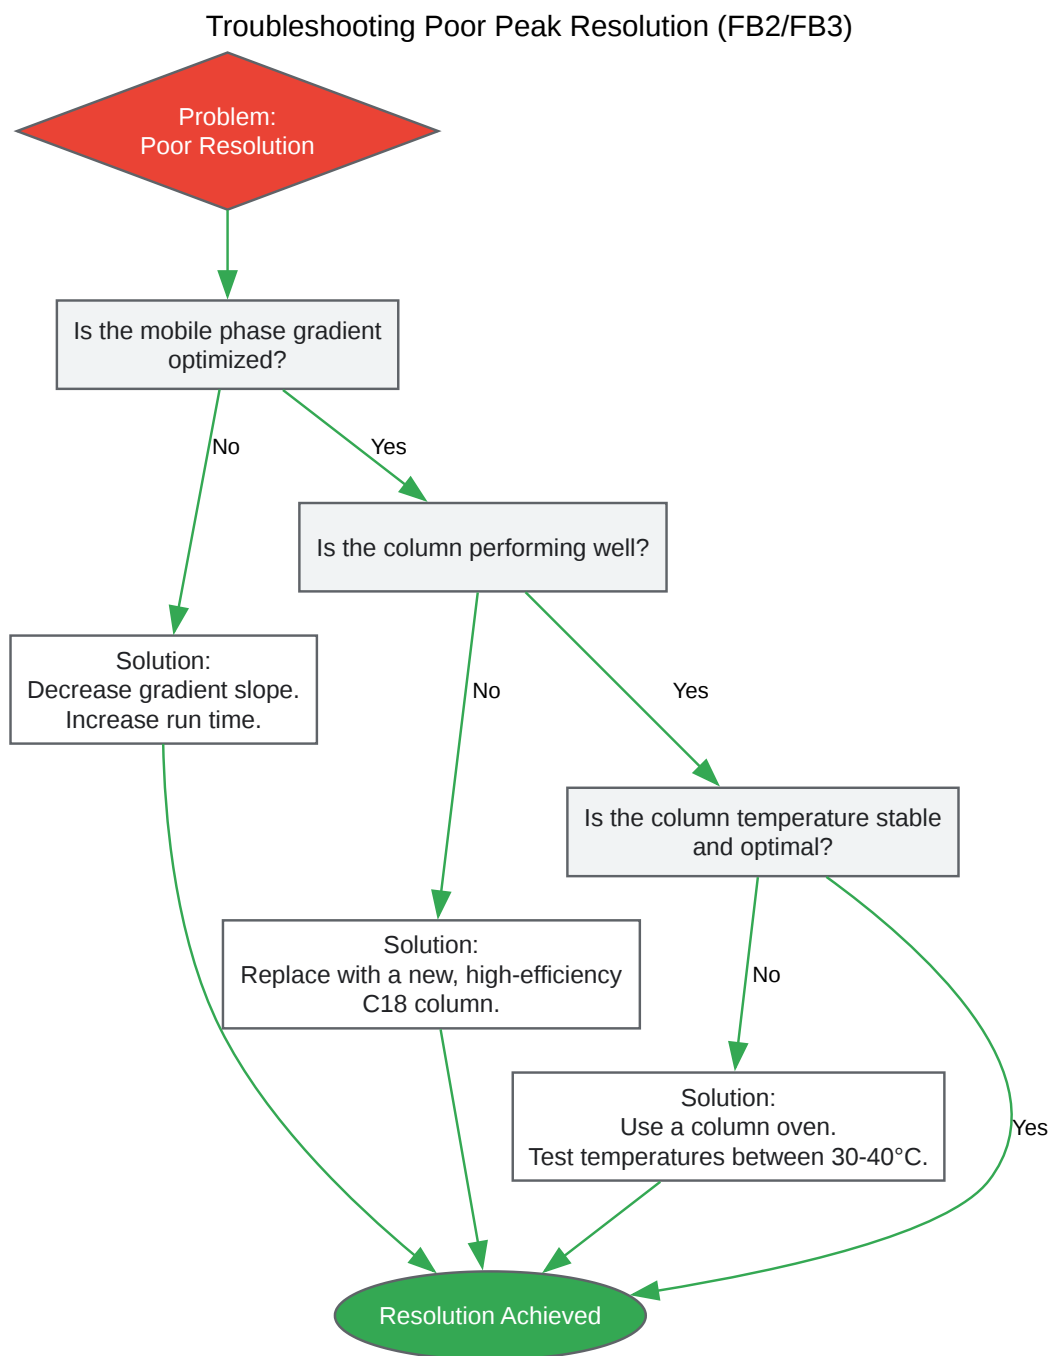 Troubleshooting Poor Peak Resolution (FB2/FB3)
Problem:
Poor Resolution
Is the mobile phase gradient
optimized?
No
Yes
Is the column performing well?
Solution:
Decrease gradient slope.
Increase run time.
No
Yes
Is the column temperature stable
and optimal?
Solution:
Replace with a new, high-efficiency
C18 column.
No
Solution:
Use a column oven.
Test temperatures between 30-40°C.
Yes
Resolution Achieved